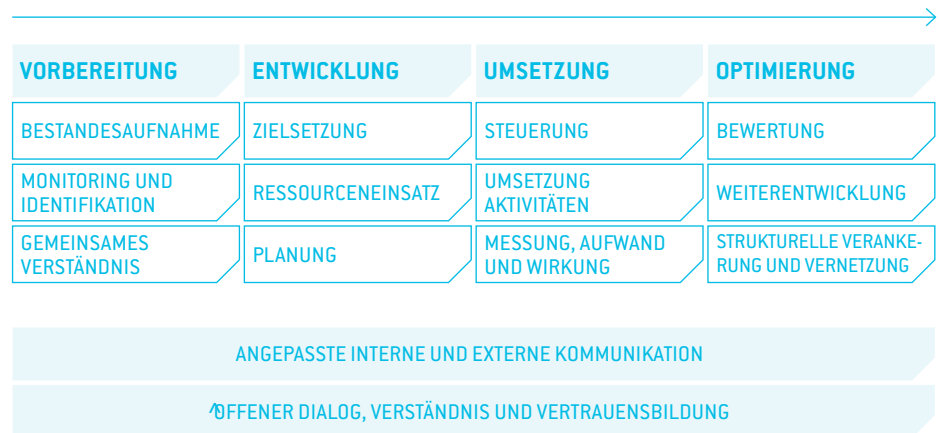 VORBEREITUNG
ENTWICKLUNG
UMSETZUNG
OPTIMIERUNG
BESTANDESAUFNAHME
ZIELSETZUNG
STEUERUNG
BEWERTUNG
MONITORING UND
IDENTIFIKATION
RESSOURCENEINSATZ
UMSETZUNG
AKTIVITÄTEN
WEITERENTWICKLUNG
GEMEINSAMES
VERSTÄNDNIS
PLANUNG
MESSUNG, AUFWAND
UND WIRKUNG
STRUKTURELLE VERANKE-
RUNG UND VERNETZUNG
ANGEPASSTE INTERNE UND EXTERNE KOMMUNIKATION
^OFFENER DIALOG, VERSTÄNDNIS UND VERTRAUENSBILDUNG